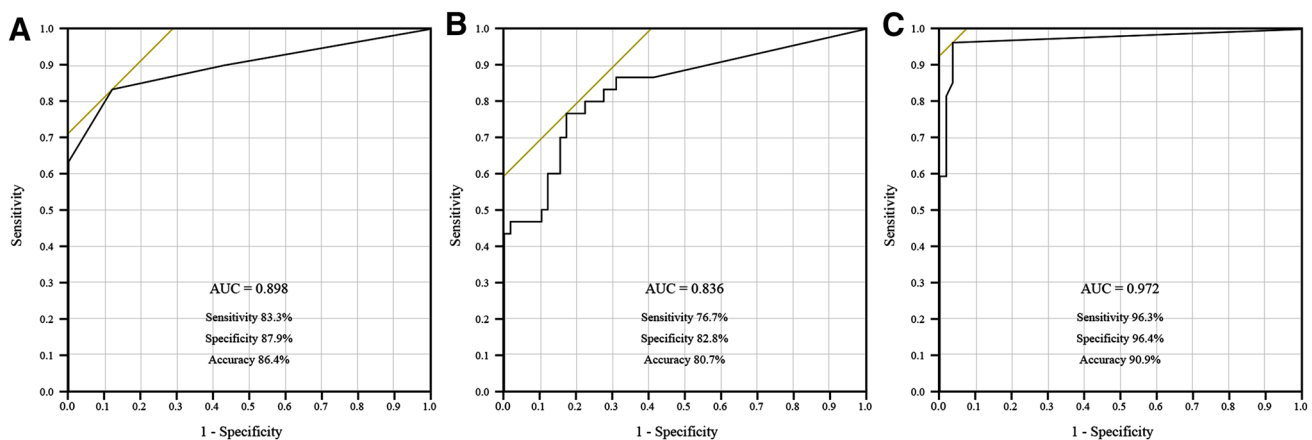 A
1.0
0.9
0.8
0.7
0.6
0.5
0.4
0.3
0.2
0.1
0.0
Sensitivity
AUC = 0.898
Sensitivity 83.3%
Specificity 87.9%
Accuracy 86.4%
0.0 0.1 0.2 0.3 0.4 0.5 0.6 0.7 0.8 0.9 1.0
1 - Specificity
B
1.0
0.9
0.8
0.7
0.6
0.5
0.4
0.3
0.2
0.1
0.0
Sensitivity
AUC = 0.836
Sensitivity 76.7%
Specificity 82.8%
Accuracy 80.7%
0.0 0.1 0.2 0.3 0.4 0.5 0.6 0.7 0.8 0.9 1.0
1 - Specificity
C
1.0
0.9
0.8
0.7
0.6
0.5
0.4
0.3
0.2
0.1
0.0
Sensitivity
AUC = 0.972
Sensitivity 96.3%
Specificity 96.4%
Accuracy 90.9%
0.0 0.1 0.2 0.3 0.4 0.5 0.6 0.7 0.8 0.9 1.0
1 - Specificity